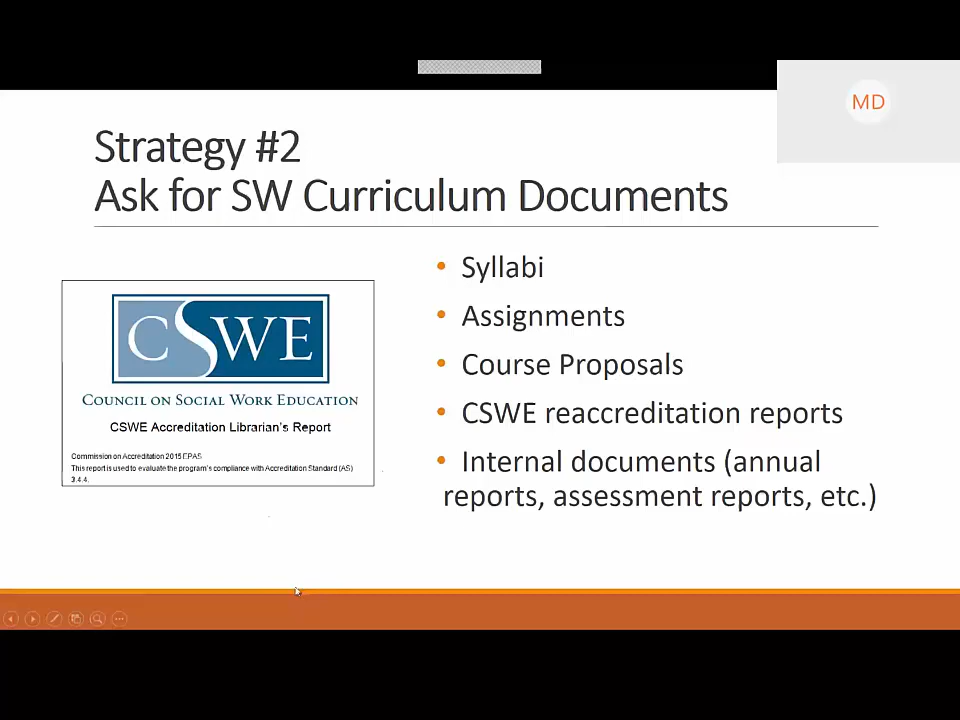 MD
Strategy #2
Ask for SW Curriculum Documents
CSWE
COUNCIL ON SOCIAL WORK EDUCATION
CSWE Accreditation Librarian's Report
Commission on Accreditation 2015 EPAS
This report is used to evaluate the program's compliance with Accreditation Standard (AS)
3.4.4.
• Syllabi
• Assignments
• Course Proposals
• CSWE reaccreditation reports
• Internal documents (annual
reports, assessment reports, etc.)